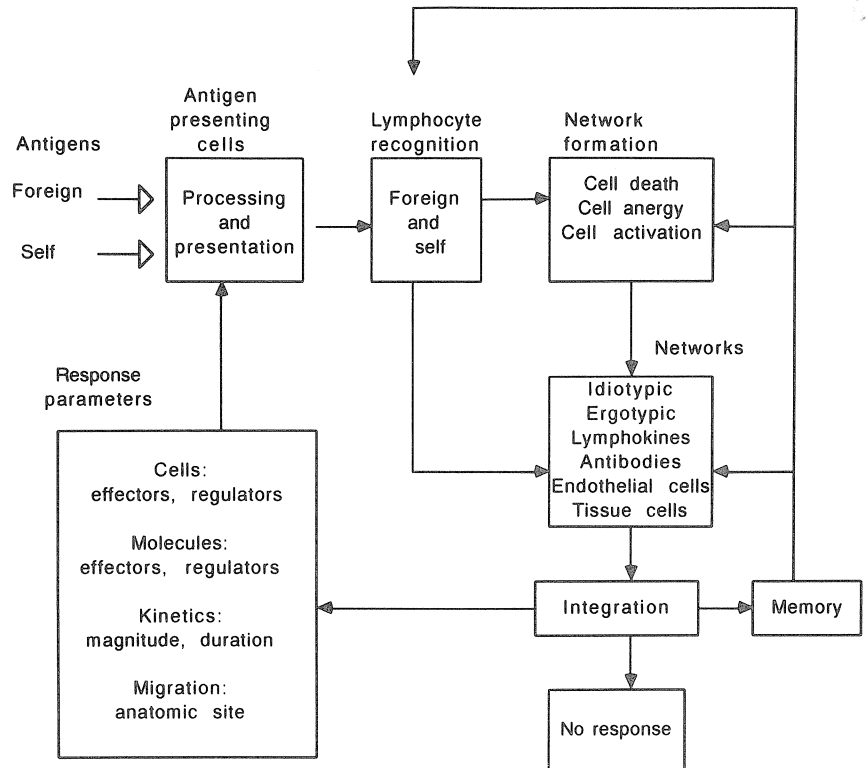 Antigens
Foreign
Self
Antigen
presenting
cells
Processing
and
presentation
Lymphocyte
recognition
Foreign
and
self
Network
formation
Cell death
Cell anergy
Cell activation
Networks
Idiotypic
Ergotypic
Lymphokines
Antibodies
Endothelial cells
Tissue cells
Integration
Memory
No response
Response
parameters
Cells:
effectors, regulators
Molecules:
effectors, regulators
Kinetics:
magnitude, duration
Migration:
anatomic site